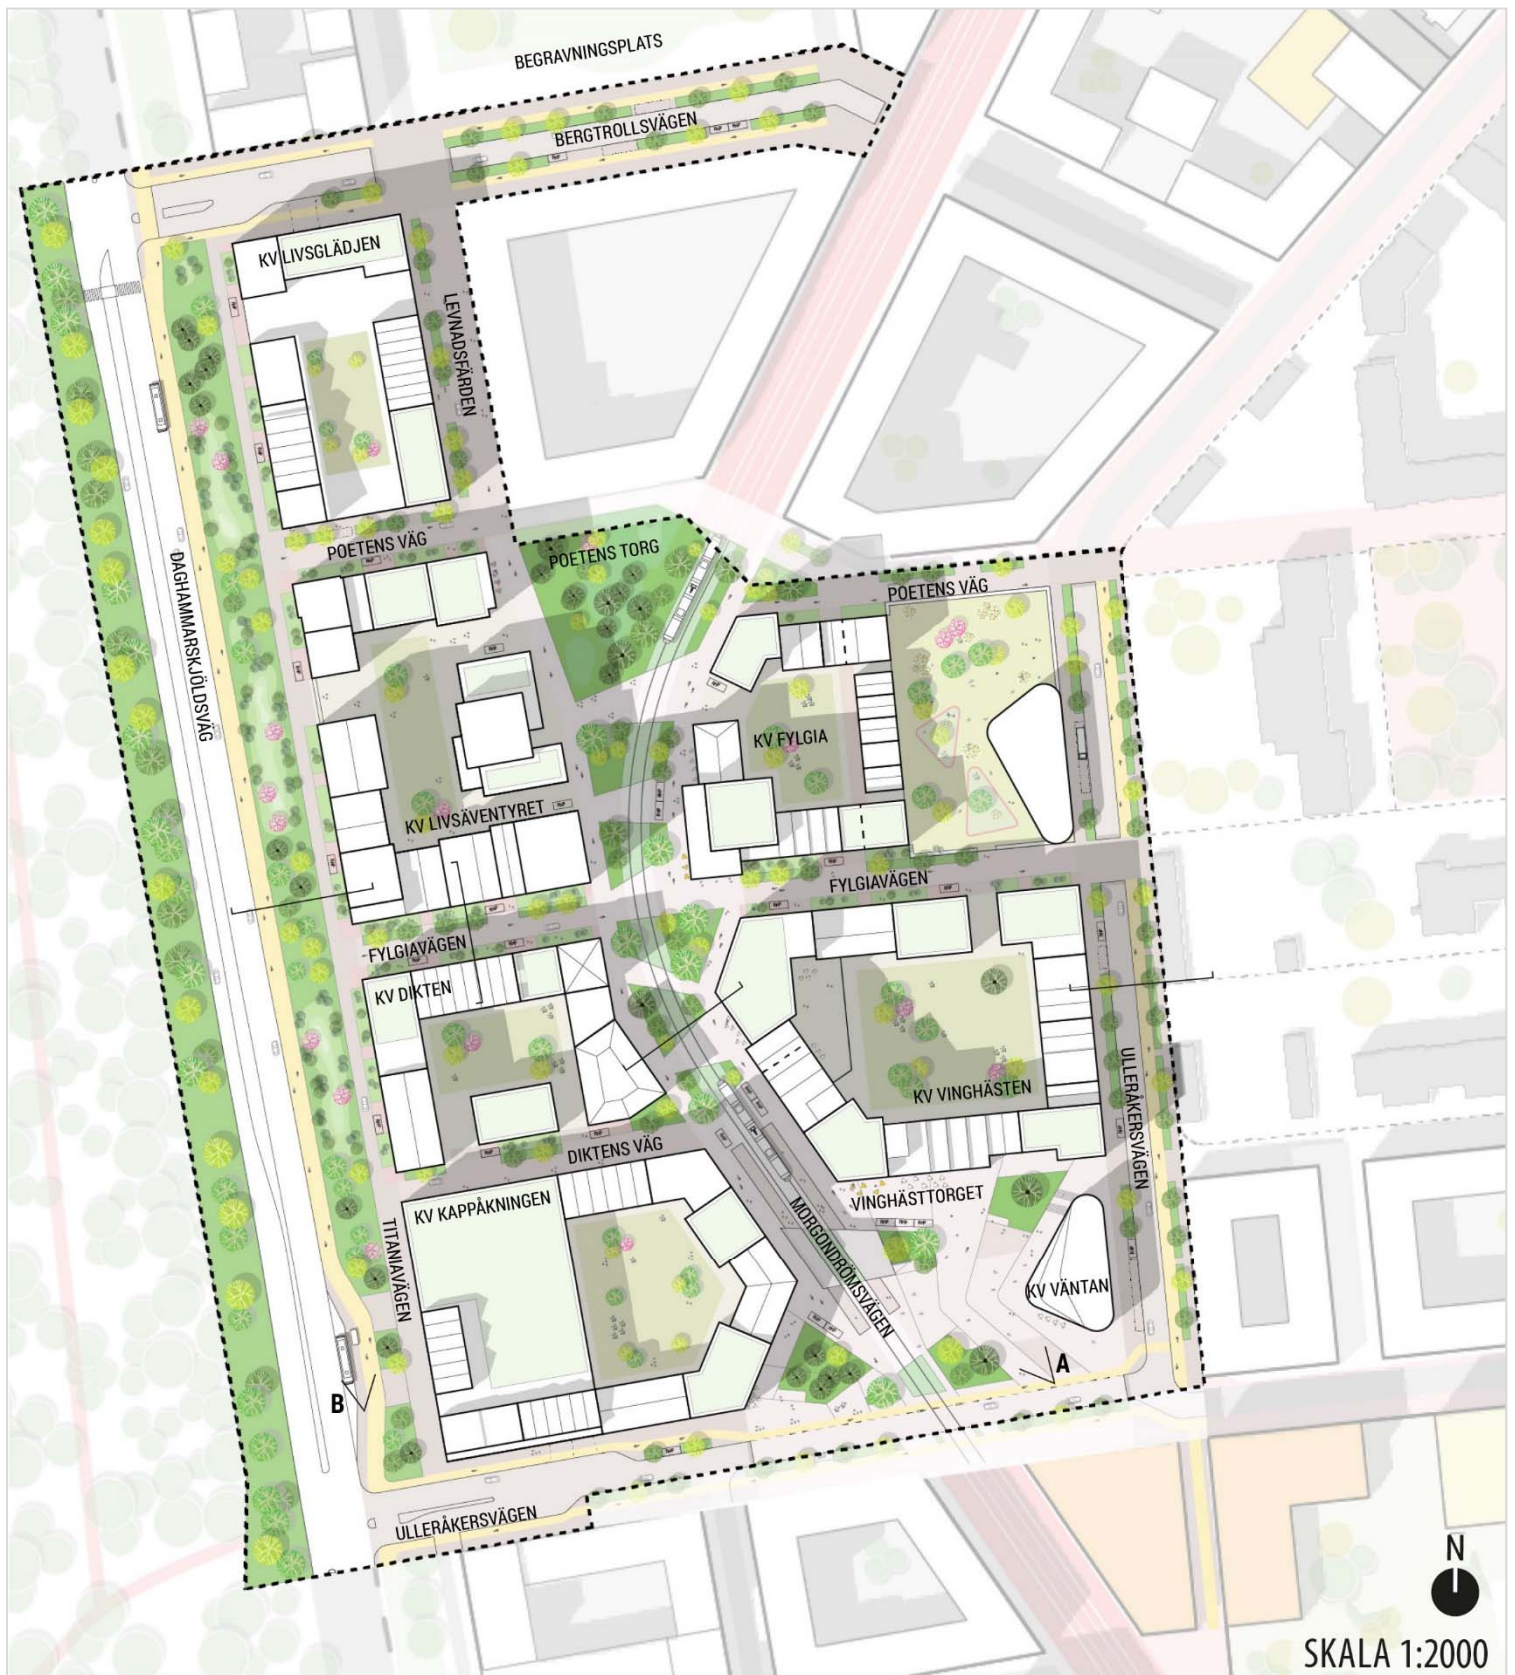 BEGRAVNINGSPLATS
BERGTROLLSVÄGEN
KV LIVSGLÄDJEN
LEVNADSFÄRDEN
POETENS VÄG
POETENS TORG
DAGHAMMARSKJÖLDSVÄG
POETENS VÄG
KV FYLGIA
KV LIVSÄVENTYRET
FYLGIAVÄGEN
FYLGIAVÄGEN
KV DIKTEN
KV VINGHÄSTEN
ULLERÅKERSVÄGEN
DIKTENS VÄG
KV KAPPÅKNINGEN
VINGHÄSTTORGET
TITANIAVÄGEN
MORGONDRÖMSVÄGEN
KV VÄNTAN
A
B
ULLERÅKERSVÄGEN
N
SKALA 1:2000